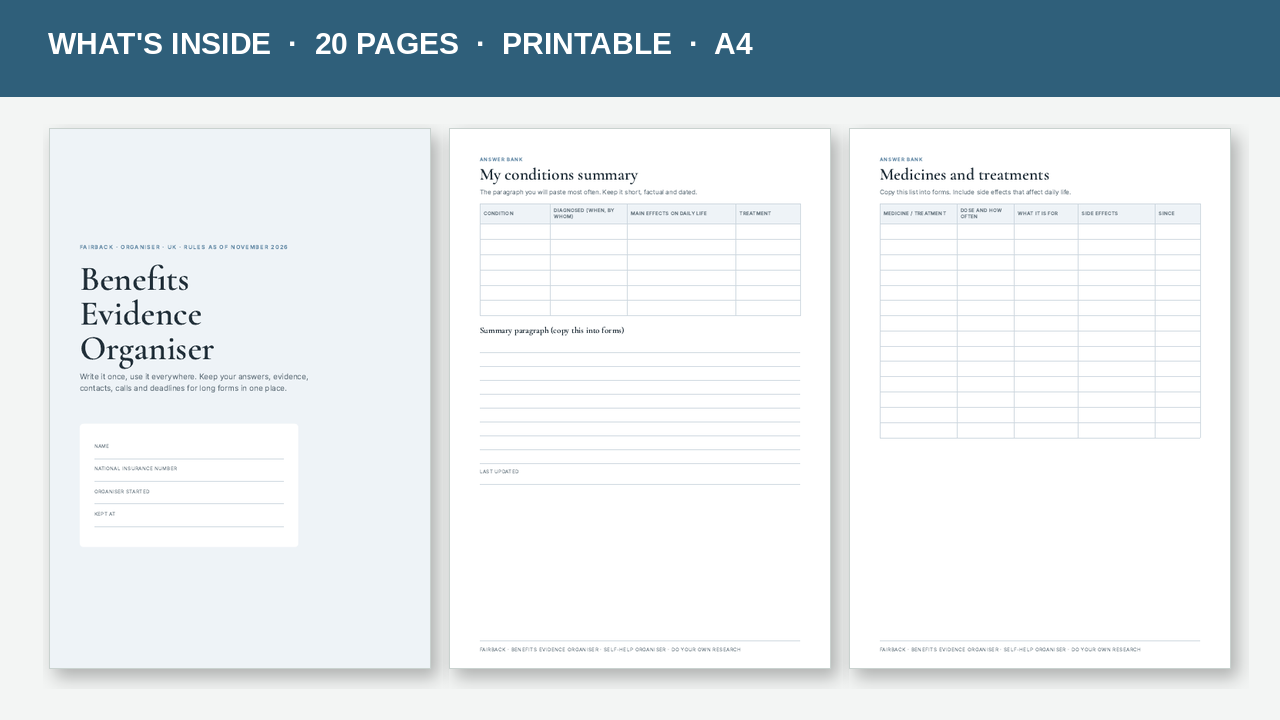 WHAT'S INSIDE · 20 PAGES · PRINTABLE · A4
FAIRBACK · ORGANISER · UK · RULES AS OF NOVEMBER 2026
Benefits
Evidence
Organiser
Write it once, use it everywhere. Keep your answers, evidence,
contacts, calls and deadlines for long forms in one place.
NAME
NATIONAL INSURANCE NUMBER
ORGANISER STARTED
KEPT AT
ANSWER BANK
My conditions summary
The paragraph you will paste most often. Keep it short, factual and dated.
CONDITION
DIAGNOSED (WHEN, BY
WHOM)
MAIN EFFECTS ON DAILY LIFE
TREATMENT
Summary paragraph (copy this into forms)
LAST UPDATED
FAIRBACK · BENEFITS EVIDENCE ORGANISER · SELF-HELP ORGANISER · DO YOUR OWN RESEARCH
ANSWER BANK
Medicines and treatments
Copy this list into forms. Include side effects that affect daily life.
MEDICINE / TREATMENT
DOSE AND HOW
OFTEN
WHAT IT IS FOR
SIDE EFFECTS
SINCE
FAIRBACK · BENEFITS EVIDENCE ORGANISER · SELF-HELP ORGANISER · DO YOUR OWN RESEARCH